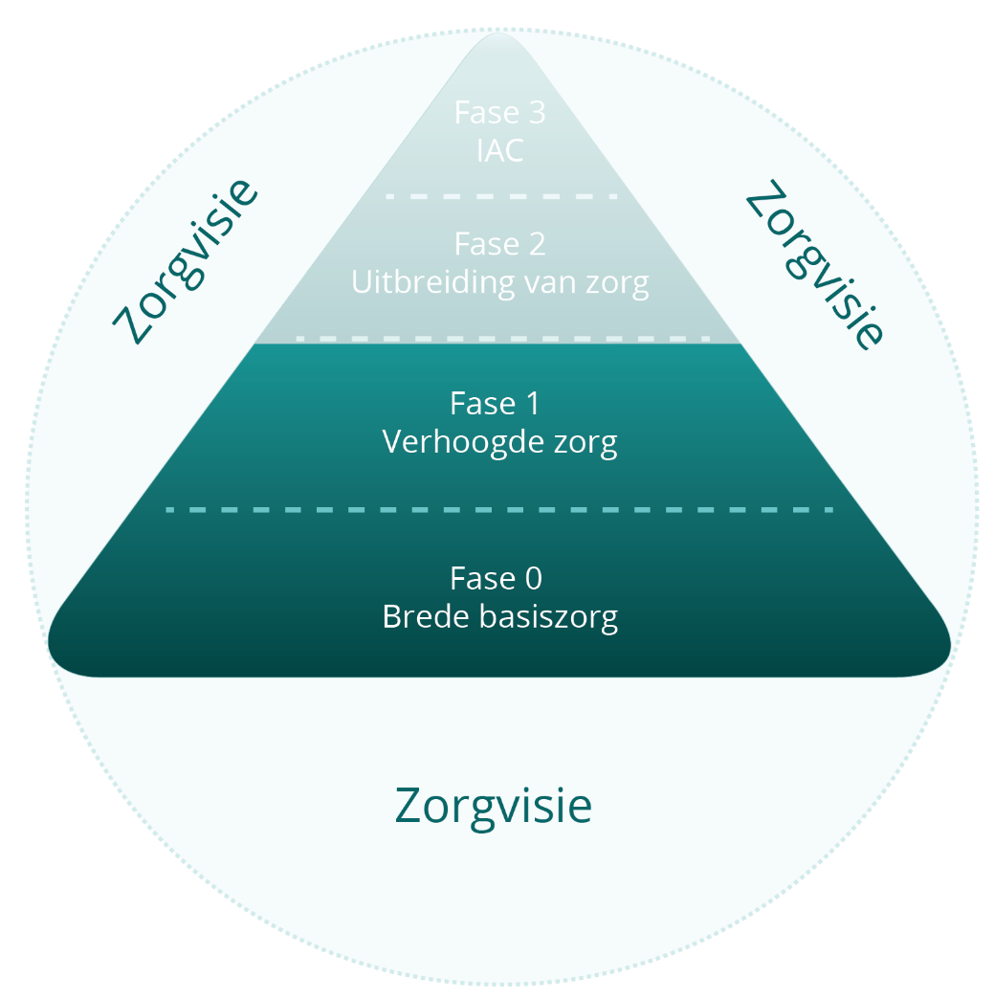 Fase 3
IAC
Zorgvisie
Zorgvisie
Fase 2
Uitbreiding van zorg
Fase 1
Verhoogde zorg
Fase 0
Brede basiszorg
Zorgvisie